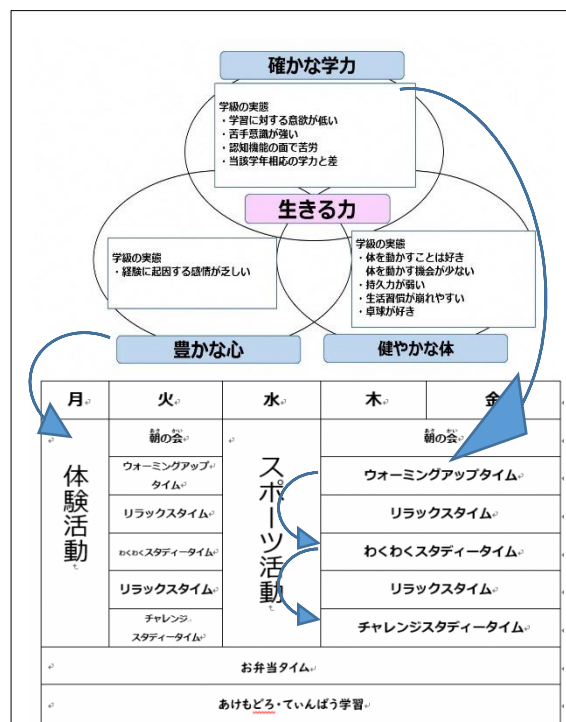 確かな学力
学級の実態
・学習に対する意欲が低い
・苦手意識が強い
・認知機能の面で苦労
・当該学年相応の学力と差
生きる力
学級の実態
・経験に起因する感情が乏しい
学級の実態
・体を動かすことは好き
体を動かす機会が少ない
・持久力が弱い
・生活習慣が崩れやすい
・卓球が好き
豊かな心
健やかな体
月
火
水
木
金
体験活動
あさ かい
朝の会
ウォーミングアップ
タイム
リラックスタイム
わくわくスタディータイム
リラックスタイム
チャレンジ
スタディータイム
スポーツ活動
あさ かい
朝の会
ウォーミングアップタイム
リラックスタイム
わくわくスタディータイム
リラックスタイム
チャレンジスタディータイム
お弁当タイム
あけもどろ・てぃんばう学習